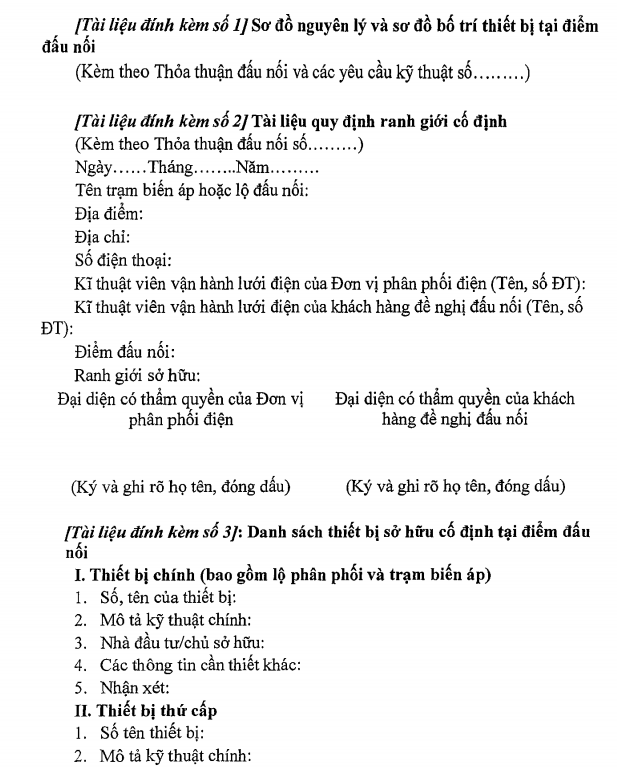 [Tài liệu đính kèm số 1] Sơ đồ nguyên lý và sơ đồ bố trí thiết bị tại điểm
đấu nối
(Kèm theo Thỏa thuận đấu nối và các yêu cầu kỹ thuật số………)
[Tài liệu đính kèm số 2] Tài liệu quy định ranh giới cố định
(Kèm theo Thỏa thuận đấu nối số………)
Ngày……Tháng……..Năm………
Tên trạm biến áp hoặc lộ đấu nối:
Địa điểm:
Địa chỉ:
Số điện thoại:
Kĩ thuật viên vận hành lưới điện của Đơn vị phân phối điện (Tên, số ĐT):
Kĩ thuật viên vận hành lưới điện của khách hàng đề nghị đấu nối (Tên, số
ĐT):
Điểm đấu nối:
Ranh giới sở hữu:
Đại diện có thẩm quyền của Đơn vị
phân phối điện
Đại diện có thẩm quyền của khách
hàng đề nghị đấu nối
(Ký và ghi rõ họ tên, đóng dấu)
(Ký và ghi rõ họ tên, đóng dấu)
[Tài liệu đính kèm số 3]: Danh sách thiết bị sở hữu cố định tại điểm đấu
nối
I. Thiết bị chính (bao gồm lộ phân phối và trạm biến áp)
1. Số, tên của thiết bị:
2. Mô tả kỹ thuật chính:
3. Nhà đầu tư/chủ sở hữu:
4. Các thông tin cần thiết khác:
5. Nhận xét:
II. Thiết bị thứ cấp
1. Số tên thiết bị:
2. Mô tả kỹ thuật chính: